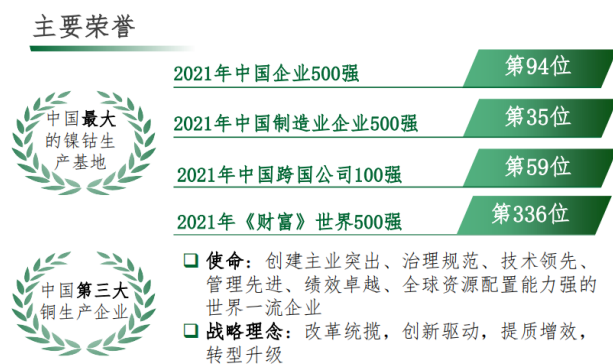 主要荣誉
2021年中国企业500强
第94位
中国最大
的镍钴生
产基地
2021年中国制造业企业500强
第35位
2021年中国跨国公司100强
第59位
2021年《财富》世界500强
第336位
中国第三大
铜生产企业
使命：创建主业突出、治理规范、技术领先、
管理先进、绩效卓越、全球资源配置能力强的
世界一流企业
战略理念：改革统揽，创新驱动，提质增效，
转型升级